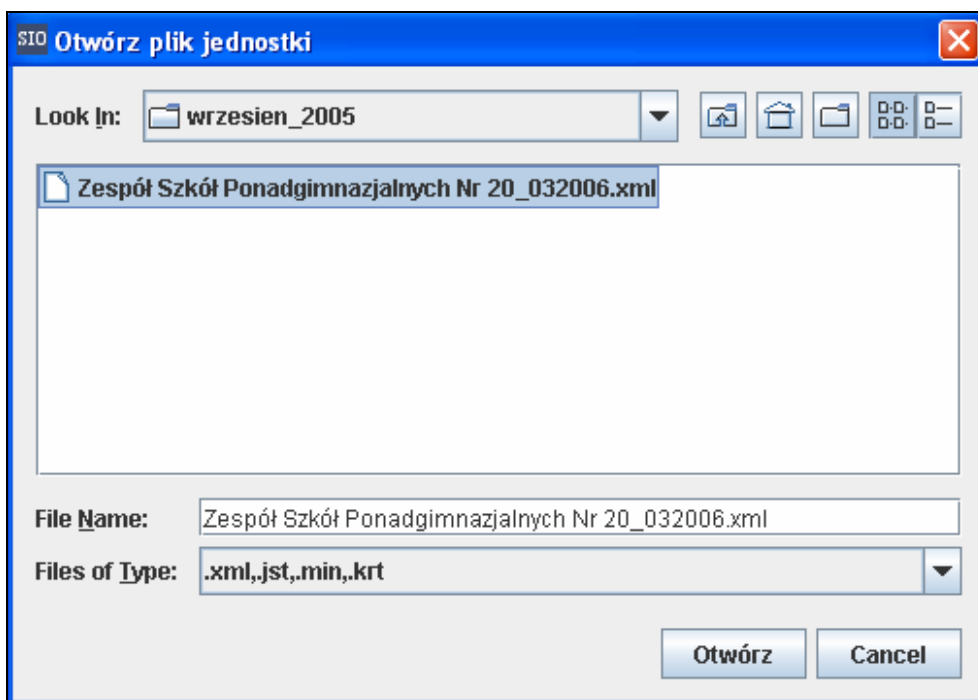 SIO Otwórz plik jednostki
Look In: wrzesien_2005
Zespół Szkół Ponadgimnazjalnych Nr 20_032006.xml
File Name: Zespół Szkół Ponadgimnazjalnych Nr 20_032006.xml
Files of Type: .xml,.jst,.min,.krt
Otwórz Cancel